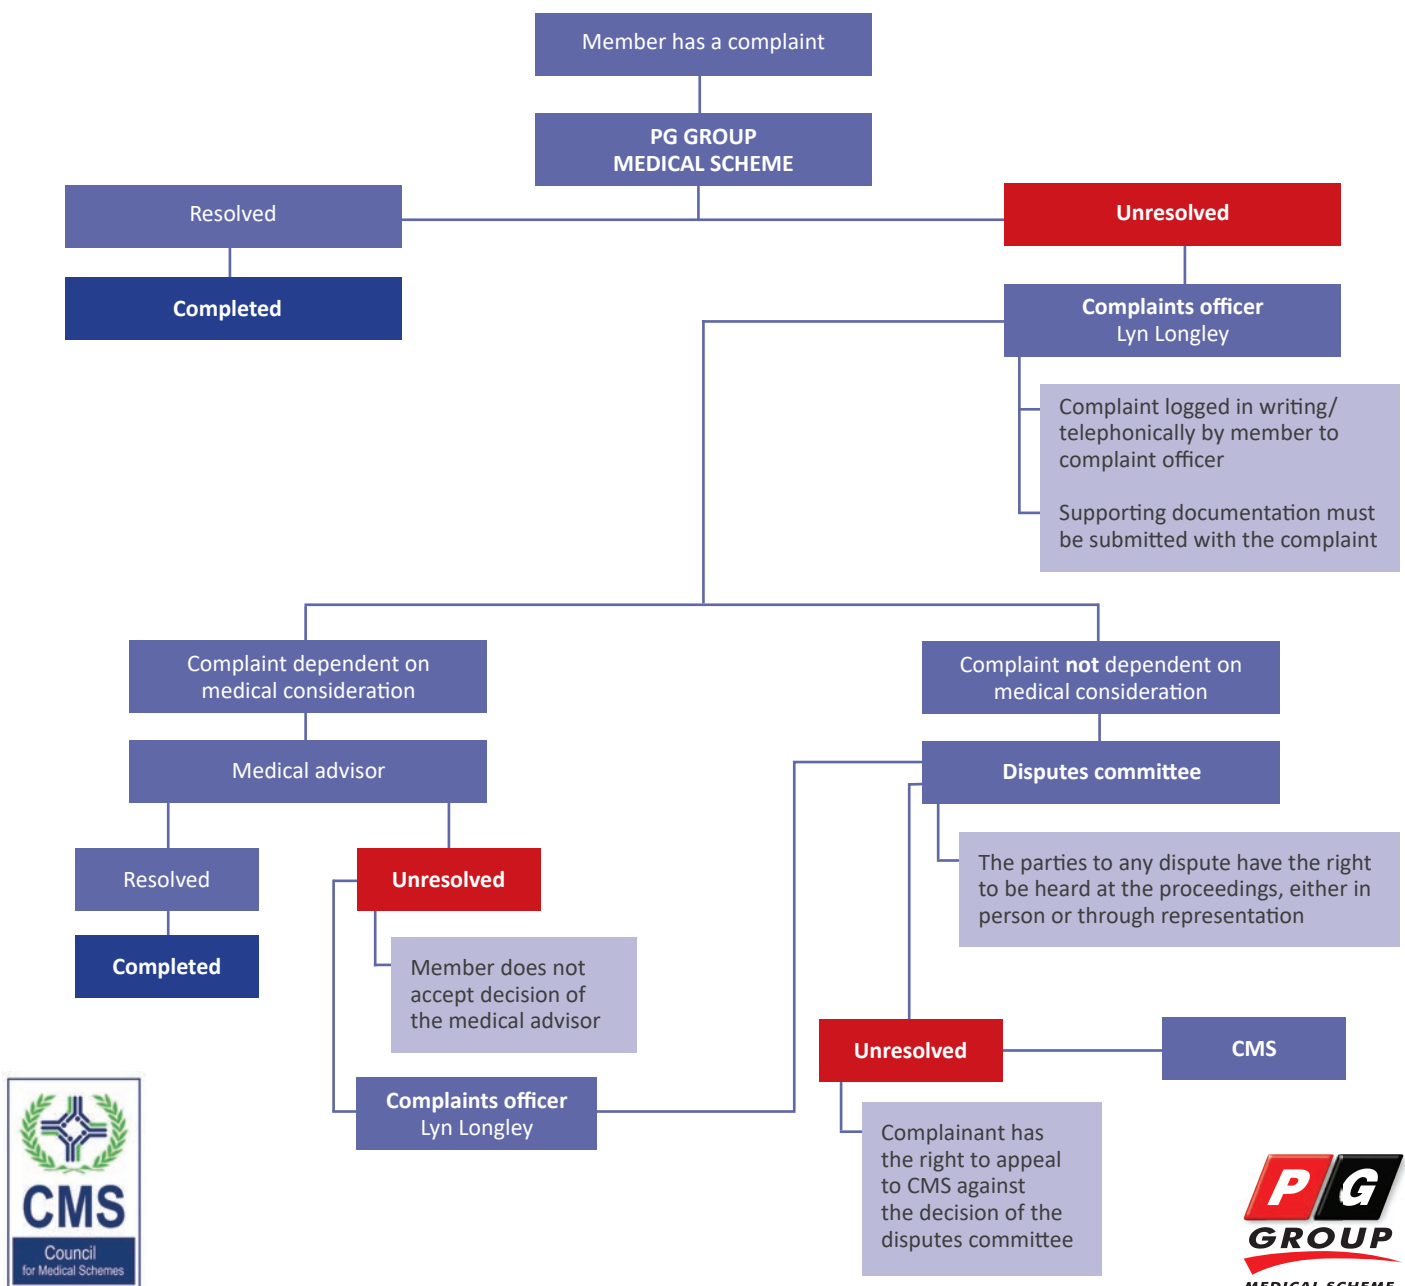 Member has a complaint
PG GROUP
MEDICAL SCHEME
Resolved
Unresolved
Completed
Complaints officer
Lyn Longley
Complaint logged in writing/
telephonically by member to
complaint officer
Supporting documentation must
be submitted with the complaint
Complaint dependent on
medical consideration
Complaint not dependent on
medical consideration
Medical advisor
Disputes committee
The parties to any dispute have the right
to be heard at the proceedings, either in
person or through representation
Resolved
Unresolved
Completed
Member does not
accept decision of
the medical advisor
Unresolved
CMS
Complaints officer
Lyn Longley
Complainant has
the right to appeal
to CMS against
the decision of the
disputes committee
CMS
Council
for Medical Schemes
PG
GROUP
MEDICAL SCHEME